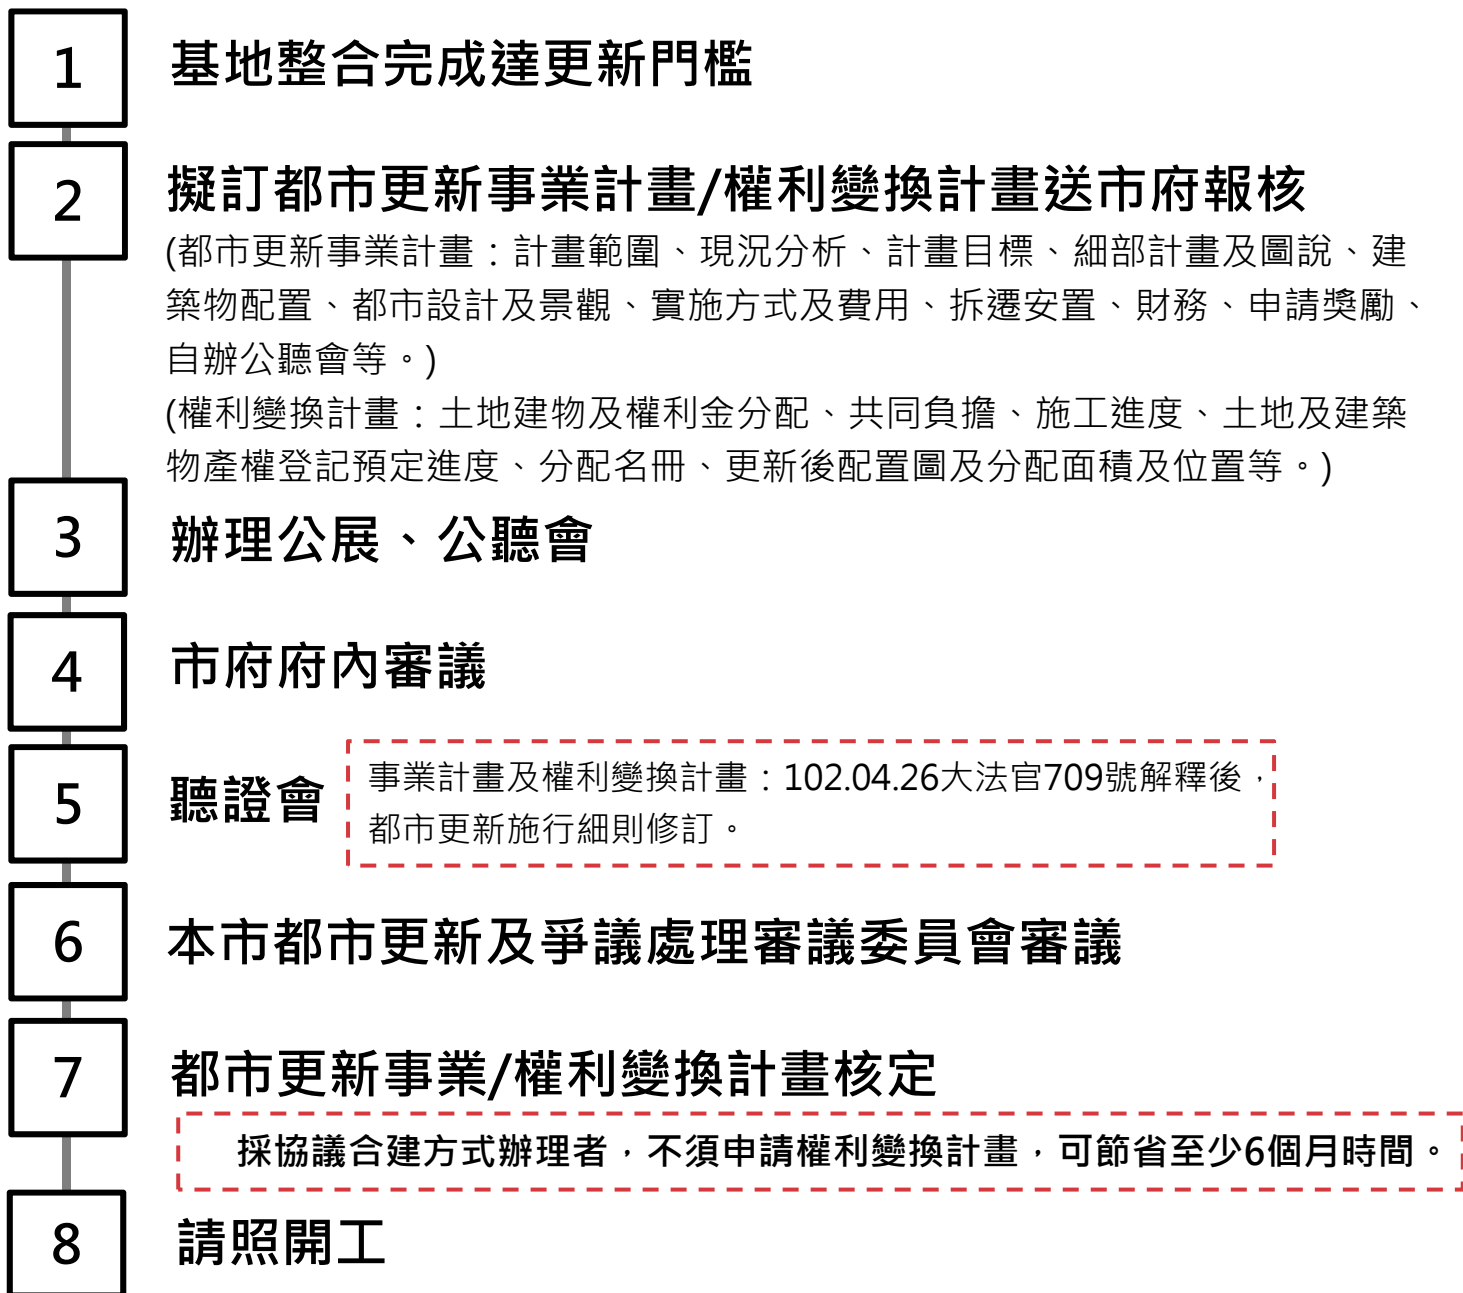 1
基地整合完成達更新門檻
2
擬訂都市更新事業計畫/權利變換計畫送市府報核
(都市更新事業計畫：計畫範圍、現況分析、計畫目標、細部計畫及圖說、建
築物配置、都市設計及景觀、實施方式及費用、拆遷安置、財務、申請獎勵、
自辦公聽會等。)
(權利變換計畫：土地建物及權利金分配、共同負擔、施工進度、土地及建築
物產權登記預定進度、分配名冊、更新後配置圖及分配面積及位置等。)
3
辦理公展、公聽會
4
市府府內審議
5
聽證會
事業計畫及權利變換計畫：102.04.26大法官709號解釋後，
都市更新施行細則修訂。
6
本市都市更新及爭議處理審議委員會審議
7
都市更新事業/權利變換計畫核定
採協議合建方式辦理者，不須申請權利變換計畫，可節省至少6個月時間。
8
請照開工